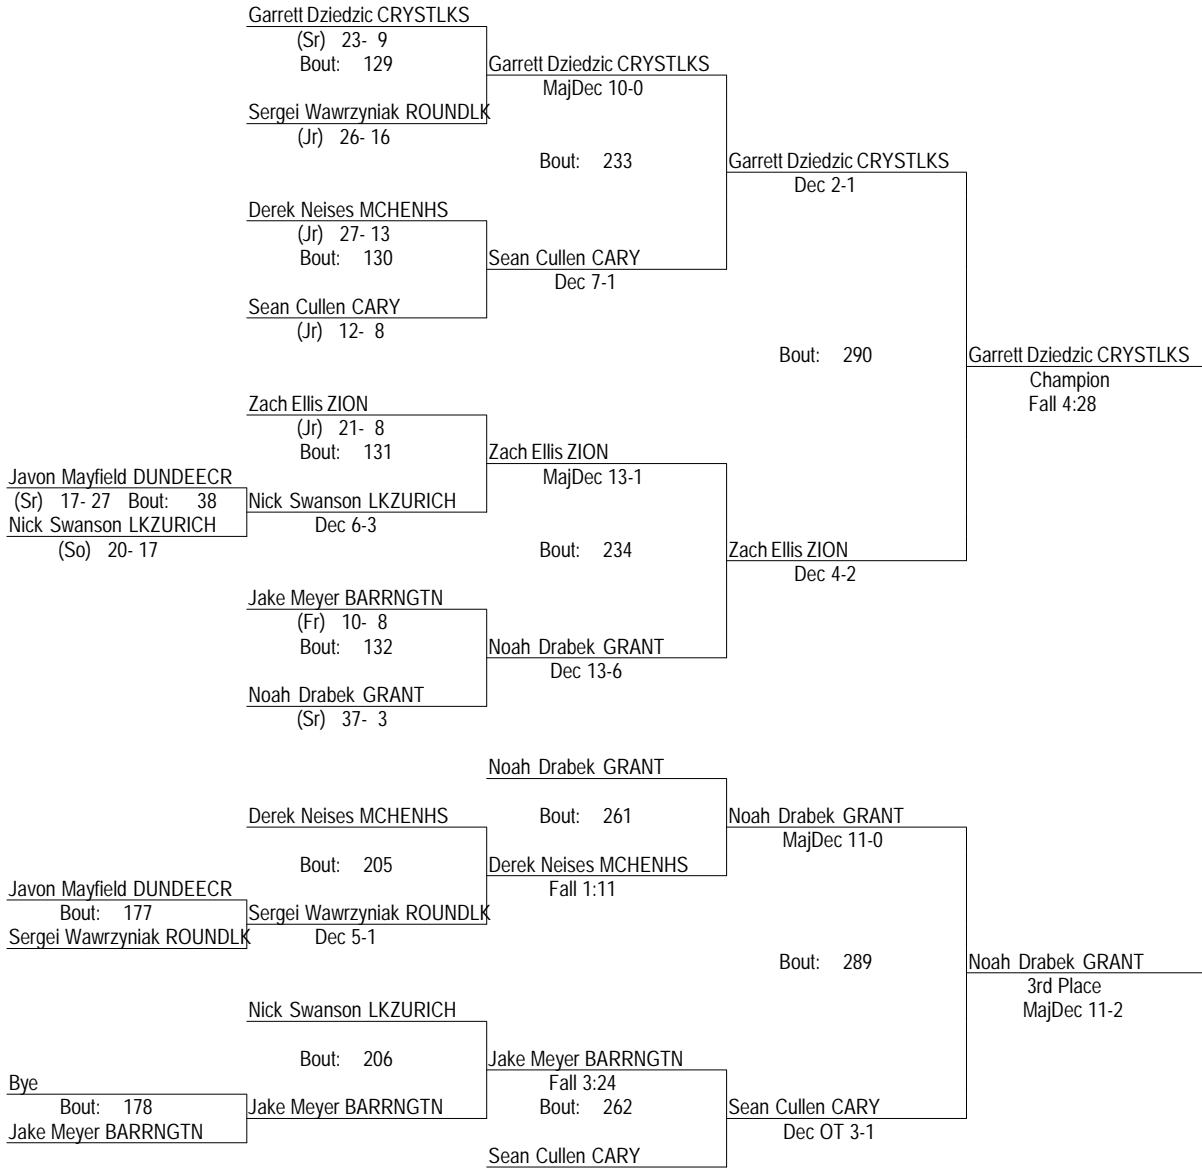 Garrett Dziedzic CRYSTLKS
(Sr) 23- 9
Bout: 129
Garrett Dziedzic CRYSTLKS
MajDec 10-0
Sergei Wawrzyniak ROUNDLK
(Jr) 26- 16
Bout: 233
Garrett Dziedzic CRYSTLKS
Dec 2-1
Derek Neises MCHENHS
(Jr) 27- 13
Bout: 130
Sean Cullen CARY
Dec 7-1
Sean Cullen CARY
(Jr) 12- 8
Bout: 290
Garrett Dziedzic CRYSTLKS
Champion
Fall 4:28
Zach Ellis ZION
(Jr) 21- 8
Bout: 131
Zach Ellis ZION
MajDec 13-1
Javon Mayfield DUNDEECR
(Sr) 17- 27 Bout: 38
Nick Swanson LKZURICH
(So) 20- 17
Nick Swanson LKZURICH
Dec 6-3
Bout: 234
Zach Ellis ZION
Dec 4-2
Jake Meyer BARRNGTN
(Fr) 10- 8
Bout: 132
Noah Drabek GRANT
Dec 13-6
Noah Drabek GRANT
(Sr) 37- 3
Noah Drabek GRANT
Derek Neises MCHENHS
Bout: 261
Noah Drabek GRANT
MajDec 11-0
Bout: 205
Derek Neises MCHENHS
Fall 1:11
Javon Mayfield DUNDEECR
Bout: 177
Sergei Wawrzyniak ROUNDLK
Sergei Wawrzyniak ROUNDLK
Dec 5-1
Bout: 289
Noah Drabek GRANT
3rd Place
MajDec 11-2
Nick Swanson LKZURICH
Bout: 206
Jake Meyer BARRNGTN
Fall 3:24
Bye
Bout: 178
Jake Meyer BARRNGTN
Jake Meyer BARRNGTN
Bout: 262
Sean Cullen CARY
Dec OT 3-1
Sean Cullen CARY